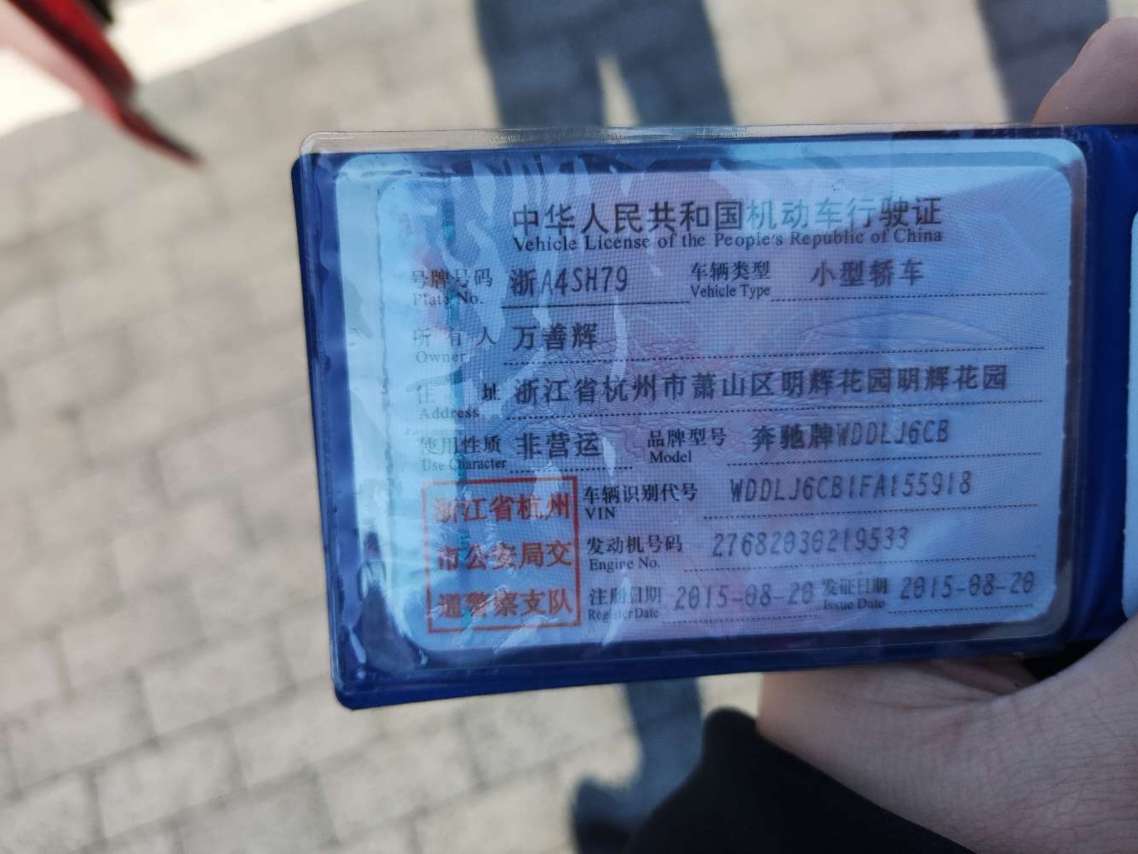 中华人民共和国机动车行驶证
Vehicle License of the People's Republic of China
号牌号码 浙A4SH79 车辆类型 小型轿车
Plate No. Vehicle Type
所有人 万善辉
Owner
住址 浙江省杭州市萧山区明辉花园明辉花园
Address
使用性质 非营运 品牌型号 奔驰牌WDDLJ6CB
Use Character Model
浙江省杭州 车辆识别代号 WDDLJ6CB1FA155918
VIN
市公安局交 发动机号码 27682030219533
Engine No.
通警察支队 注册日期 2015-08-20 发证日期 2015-08-20
Register Date Issue Date